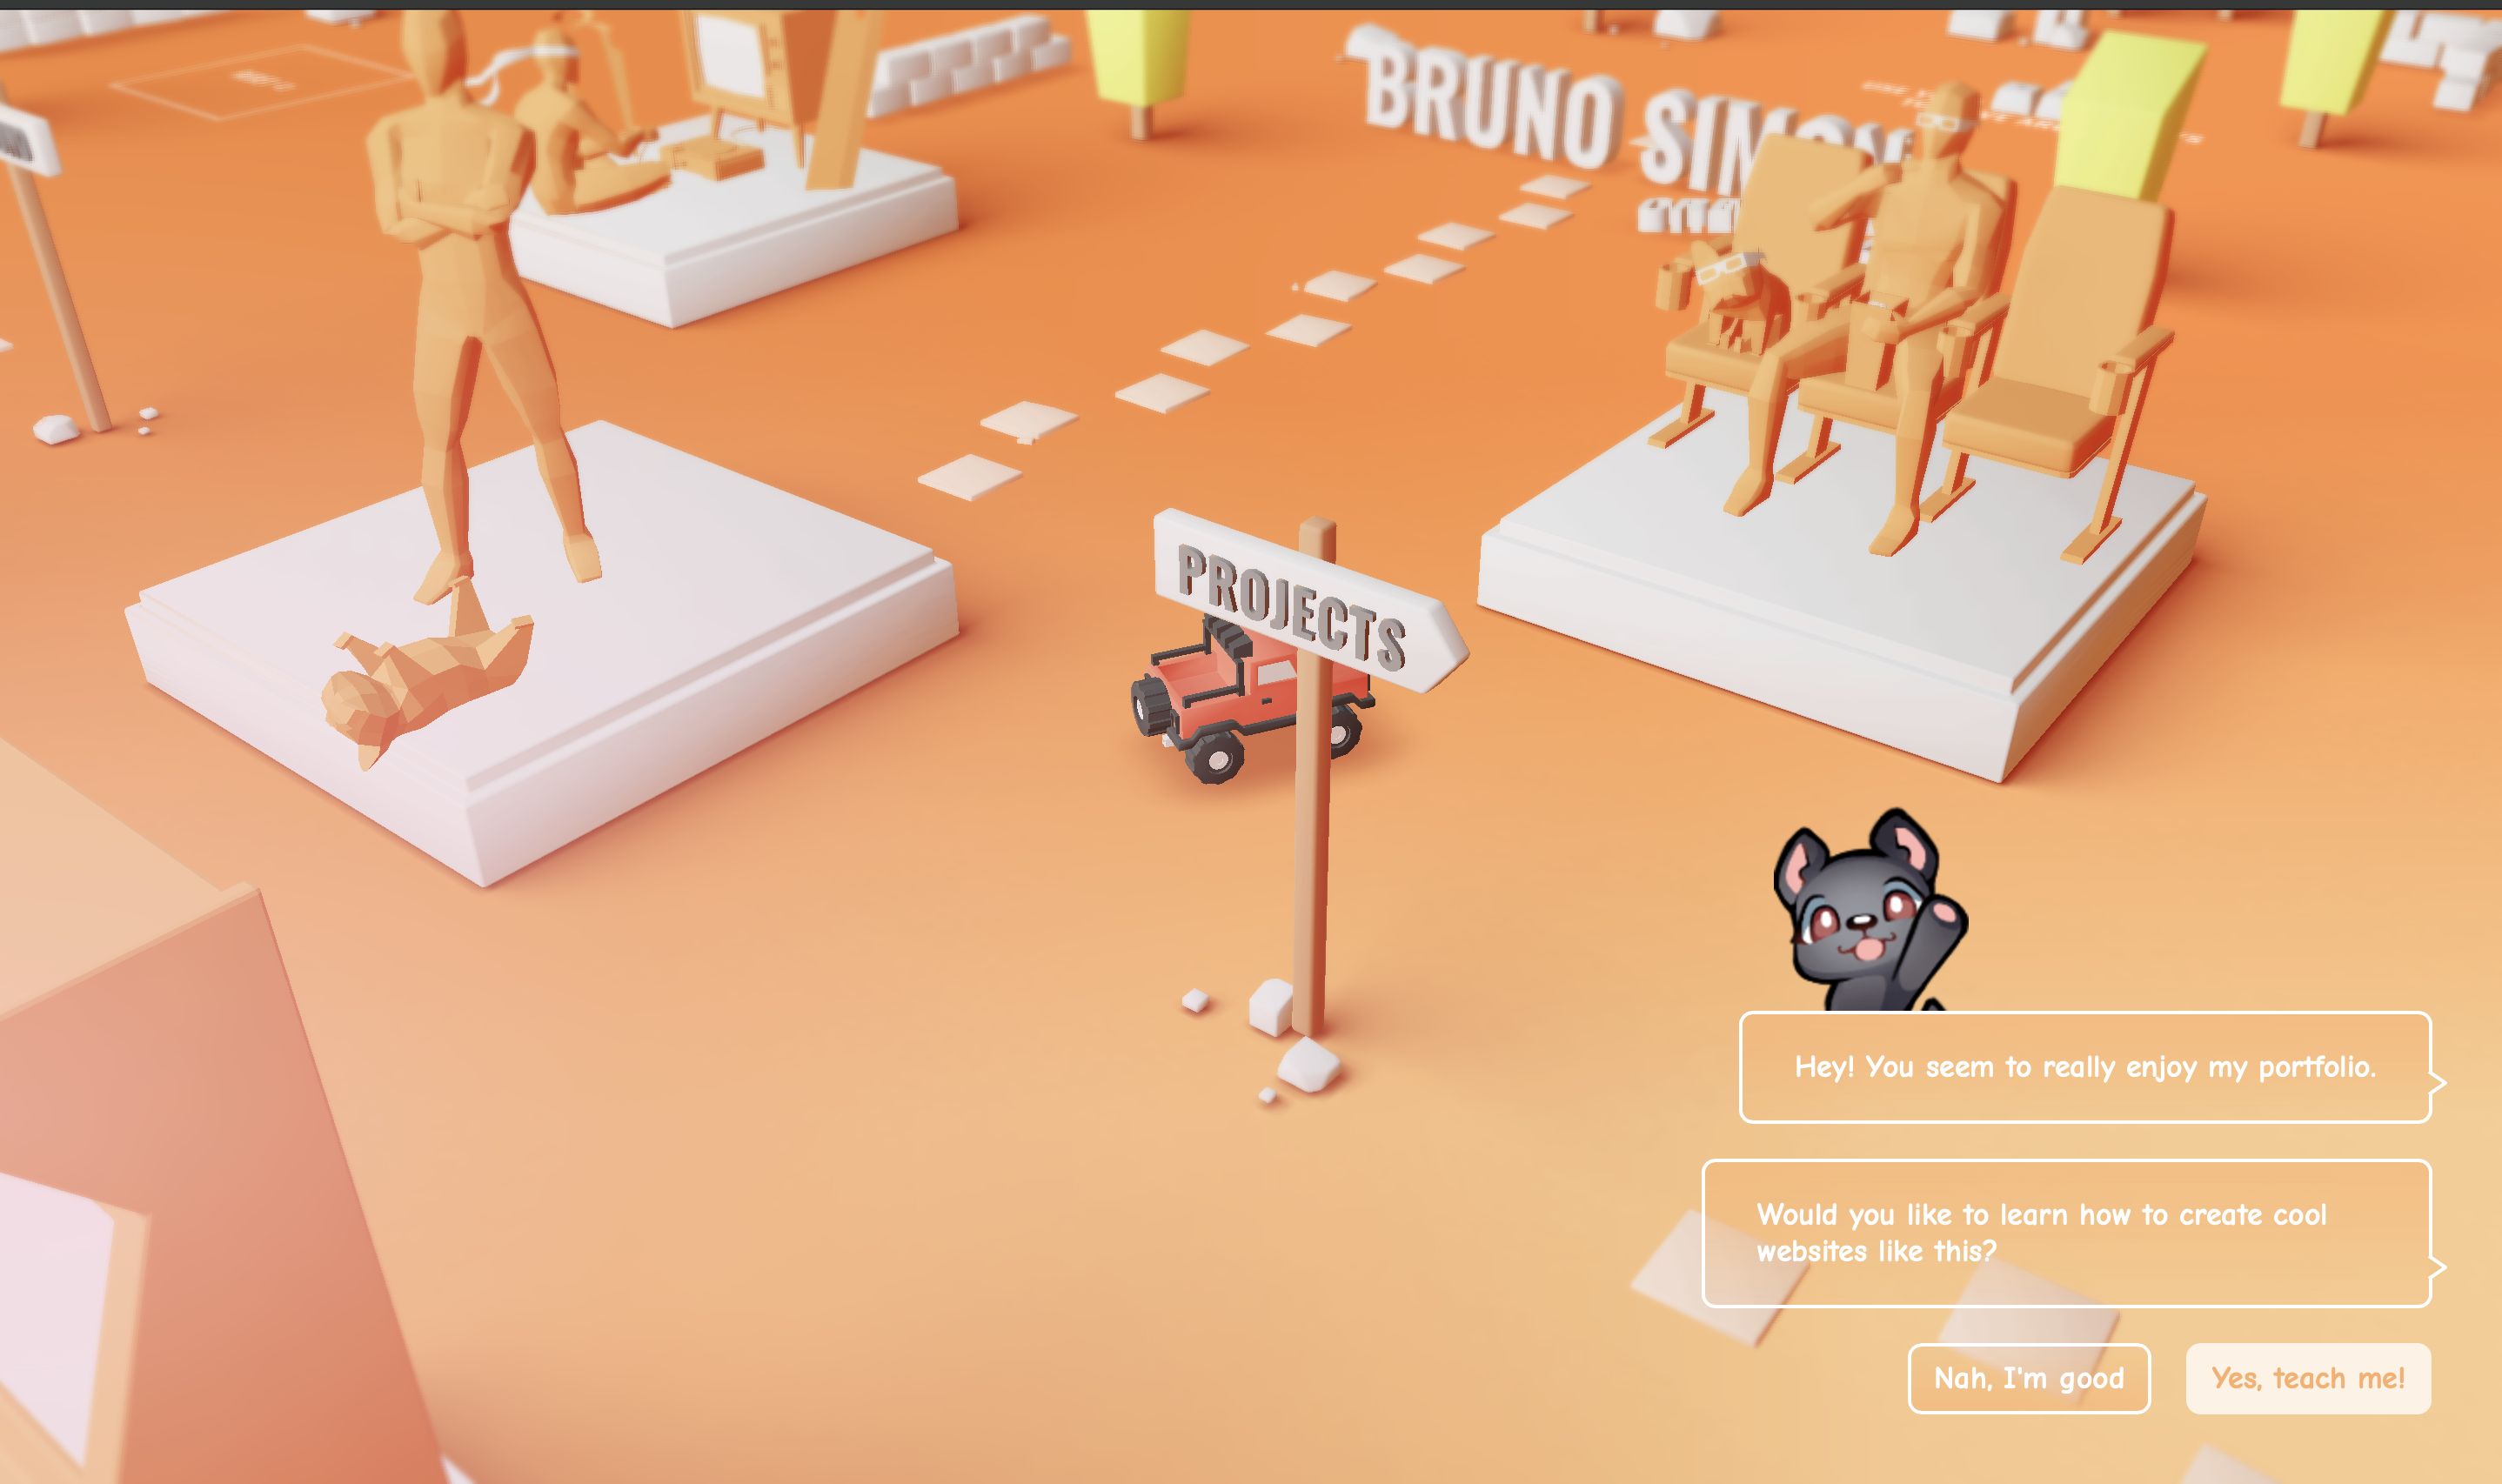 BRUNO SIMON
PROJECTS
Hey! You seem to really enjoy my portfolio.
Would you like to learn how to create cool
websites like this?
Nah, I'm good
Yes, teach me!